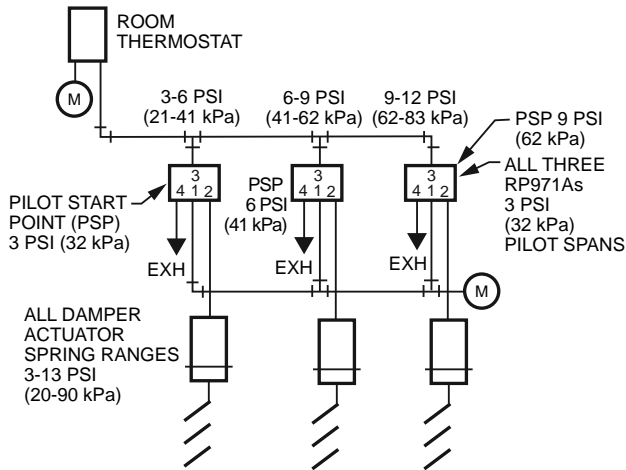 ROOM
THERMOSTAT
M
3-6 PSI
(21-41 kPa)
6-9 PSI
(41-62 kPa)
9-12 PSI
(62-83 kPa)
PSP 9 PSI
(62 kPa)
ALL THREE
RP971As
3 PSI
(32 kPa)
PILOT SPANS
3
4 1 2
3
4 1 2
3
4 1 2
PILOT START
POINT (PSP)
3 PSI (32 kPa)
PSP
6 PSI
(41 kPa)
EXH
EXH
EXH
M
ALL DAMPER
ACTUATOR
SPRING RANGES
3-13 PSI
(20-90 kPa)